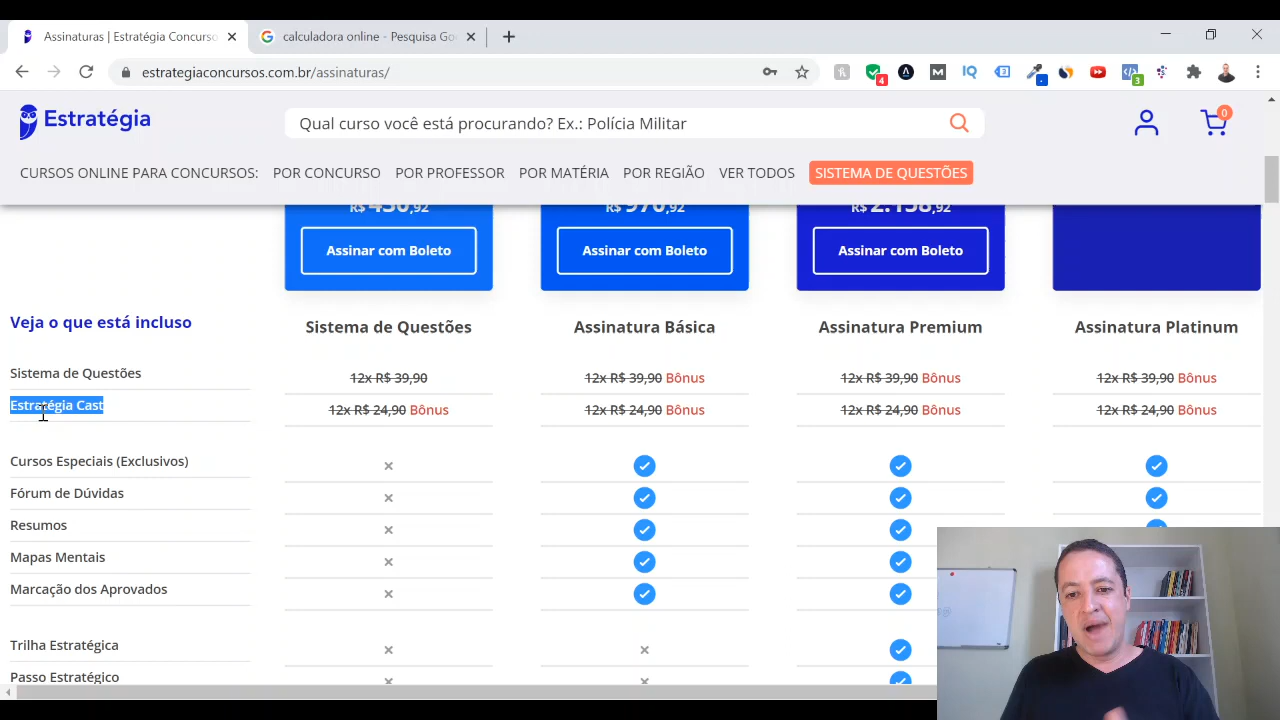 Assinaturas | Estratégia Concurso
calculadora online - Pesquisa Goo
estrategiaconcursos.com.br/assinaturas/
4
3
Estratégia
Qual curso você está procurando? Ex.: Polícia Militar
0
CURSOS ONLINE PARA CONCURSOS: POR CONCURSO POR PROFESSOR POR MATÉRIA POR REGIÃO VER TODOS SISTEMA DE QUESTÕES
Assinar com Boleto Assinar com Boleto Assinar com Boleto
Veja o que está incluso Sistema de Questões Assinatura Básica Assinatura Premium Assinatura Platinum
Sistema de Questões 12x R$ 39,90 12x R$ 39,90 Bônus 12x R$ 39,90 Bônus 12x R$ 39,90 Bônus
Estratégia Cast 12x R$ 24,90 Bônus 12x R$ 24,90 Bônus 12x R$ 24,90 Bônus 12x R$ 24,90 Bônus
Cursos Especiais (Exclusivos)
Fórum de Dúvidas
Resumos
Mapas Mentais
Marcação dos Aprovados
Trilha Estratégica
Passo Estratégico